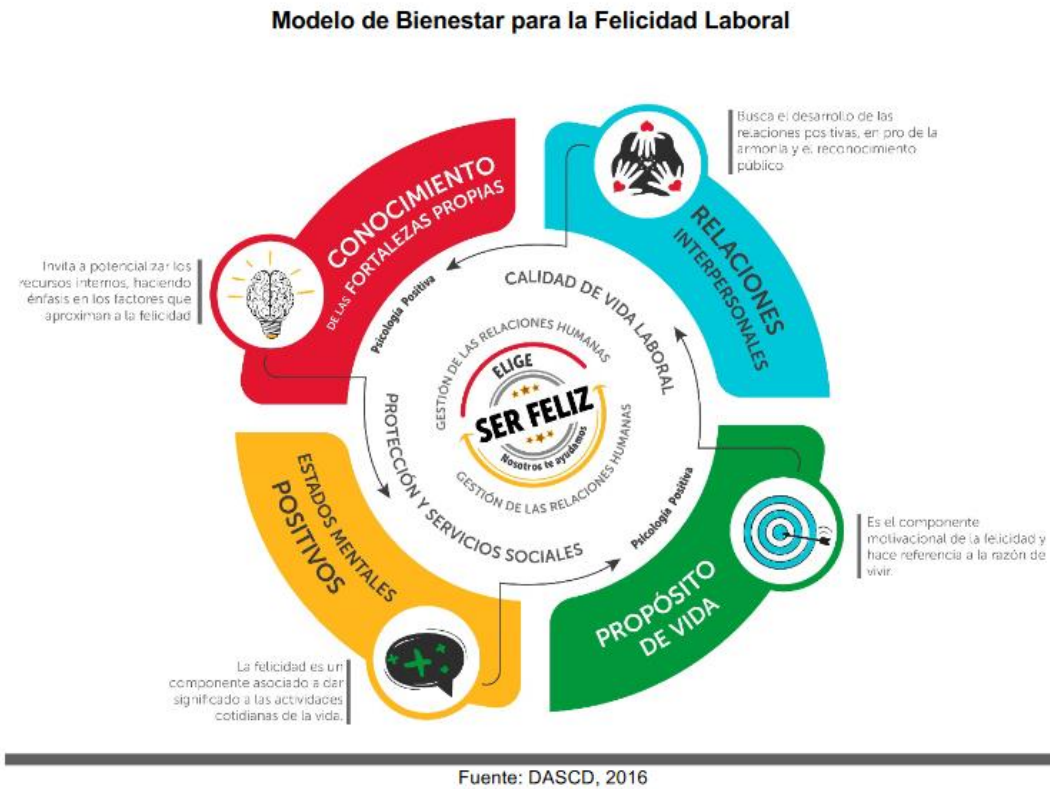 Modelo de Bienestar para la Felicidad Laboral
CONOCIMIENTO
DE LAS FORTALEZAS PROPIAS
Invita a potencializar los
recursos internos, haciendo
énfasis en los factores que
aproximan a la felicidad
RELACIONES
INTERPERSONALES
Busca el desarrollo de las
relaciones positivas, en pro de la
armonía y el reconocimiento
público.
Psicología Positiva
CALIDAD DE VIDA LABORAL
GESTIÓN DE LAS RELACIONES HUMANAS
ELIGE
SER FELIZ
Nosotros te ayudamos
GESTIÓN DE LAS RELACIONES HUMANAS
PROTECCIÓN Y SERVICIOS SOCIALES
Psicología Positiva
ESTADOS MENTALES
POSITIVOS
La felicidad es un
componente asociado a dar
significado a las actividades
cotidianas de la vida.
PROPÓSITO
DE VIDA
Es el componente
motivacional de la felicidad y
hace referencia a la razón de
vivir.
Fuente: DASCD, 2016